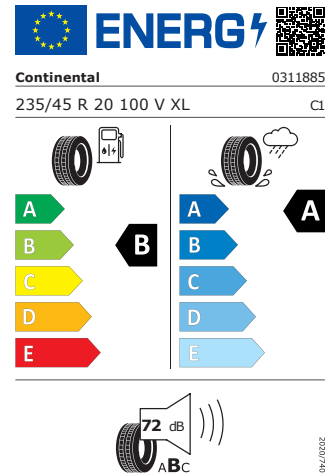 ENERG
Continental 0311885
235/45 R 20 100 V XL C1
A A A
B B B
C C
D D
E E
72 dB
ABC
2020/740